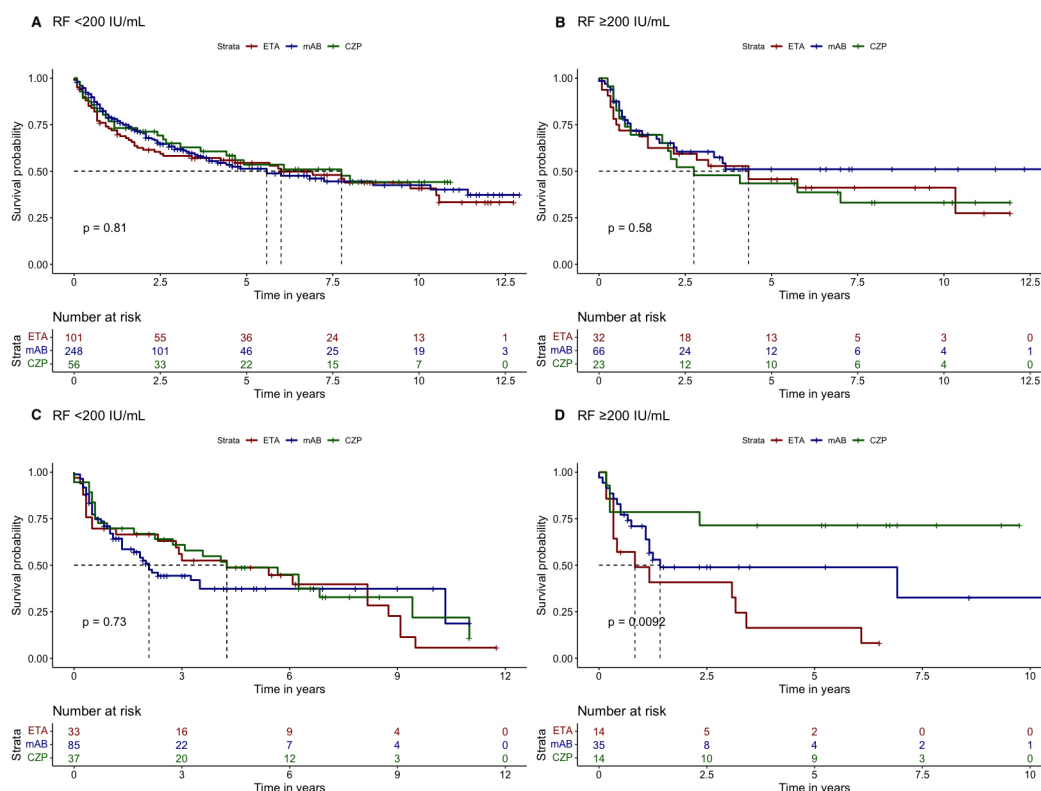 A RF <200 IU/mL
Strata ETA mAB CZP
Survival probability
1.00
0.75
0.50
0.25
0.00
p = 0.81
0 2.5 5 7.5 10 12.5
Time in years
Number at risk
Strata
ETA 101 55 36 24 13 1
mAB 248 101 46 25 19 3
CZP 56 33 22 15 7 0
0 2.5 5 7.5 10 12.5
Time in years
B RF ≥200 IU/mL
Strata ETA mAB CZP
Survival probability
1.00
0.75
0.50
0.25
0.00
p = 0.58
0 2.5 5 7.5 10 12.5
Time in years
Number at risk
Strata
ETA 32 18 13 5 3 0
mAB 66 24 12 6 4 1
CZP 23 12 10 6 4 0
0 2.5 5 7.5 10 12.5
Time in years
C RF <200 IU/mL
Strata ETA mAB CZP
Survival probability
1.00
0.75
0.50
0.25
0.00
p = 0.73
0 3 6 9 12
Time in years
Number at risk
Strata
ETA 33 16 9 4 0
mAB 85 22 7 4 0
CZP 37 20 12 3 0
0 3 6 9 12
Time in years
D RF ≥200 IU/mL
Strata ETA mAB CZP
Survival probability
1.00
0.75
0.50
0.25
0.00
p = 0.0092
0 2.5 5 7.5 10
Time in years
Number at risk
Strata
ETA 14 5 2 0 0
mAB 35 8 4 2 1
CZP 14 10 9 3 0
0 2.5 5 7.5 10
Time in years